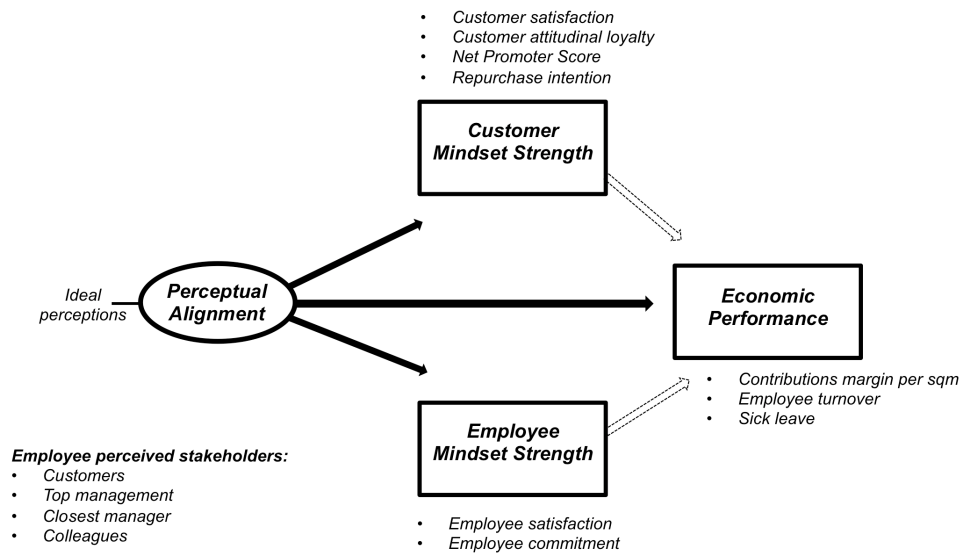 • Customer satisfaction
• Customer attitudinal loyalty
• Net Promoter Score
• Repurchase intention
Customer
Mindset Strength
Ideal
perceptions
Perceptual
Alignment
Economic
Performance
• Contributions margin per sqm
• Employee turnover
• Sick leave
Employee
Mindset Strength
Employee perceived stakeholders:
• Customers
• Top management
• Closest manager
• Colleagues
• Employee satisfaction
• Employee commitment